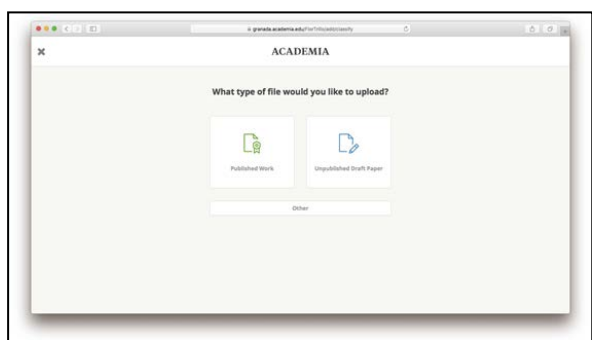 granada.academia.edu
ACADEMIA
What type of file would you like to upload?
Published Work
Unpublished Draft Paper
Other